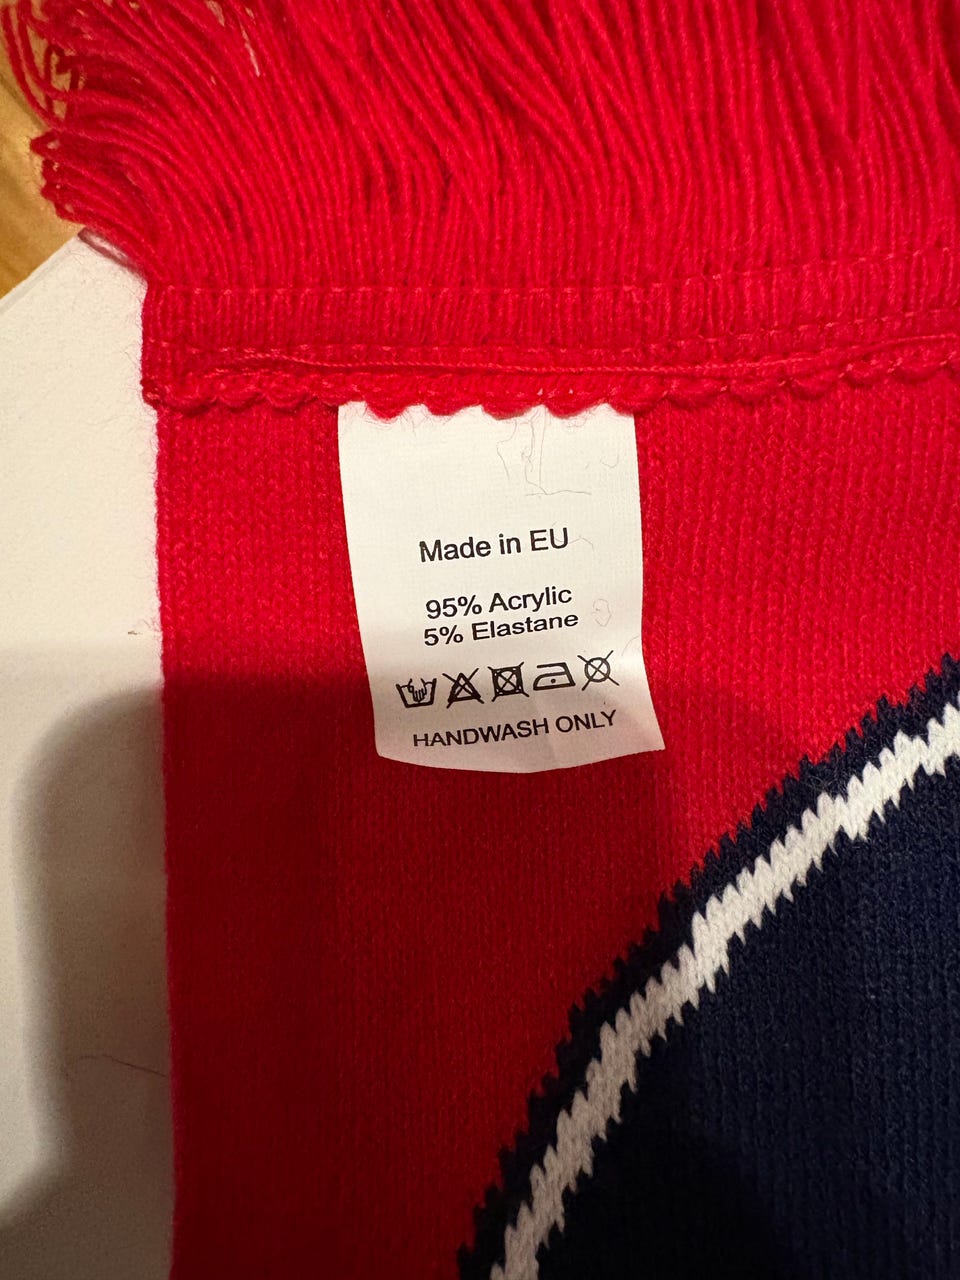 Made in EU
95% Acrylic
5% Elastane
HANDWASH ONLY